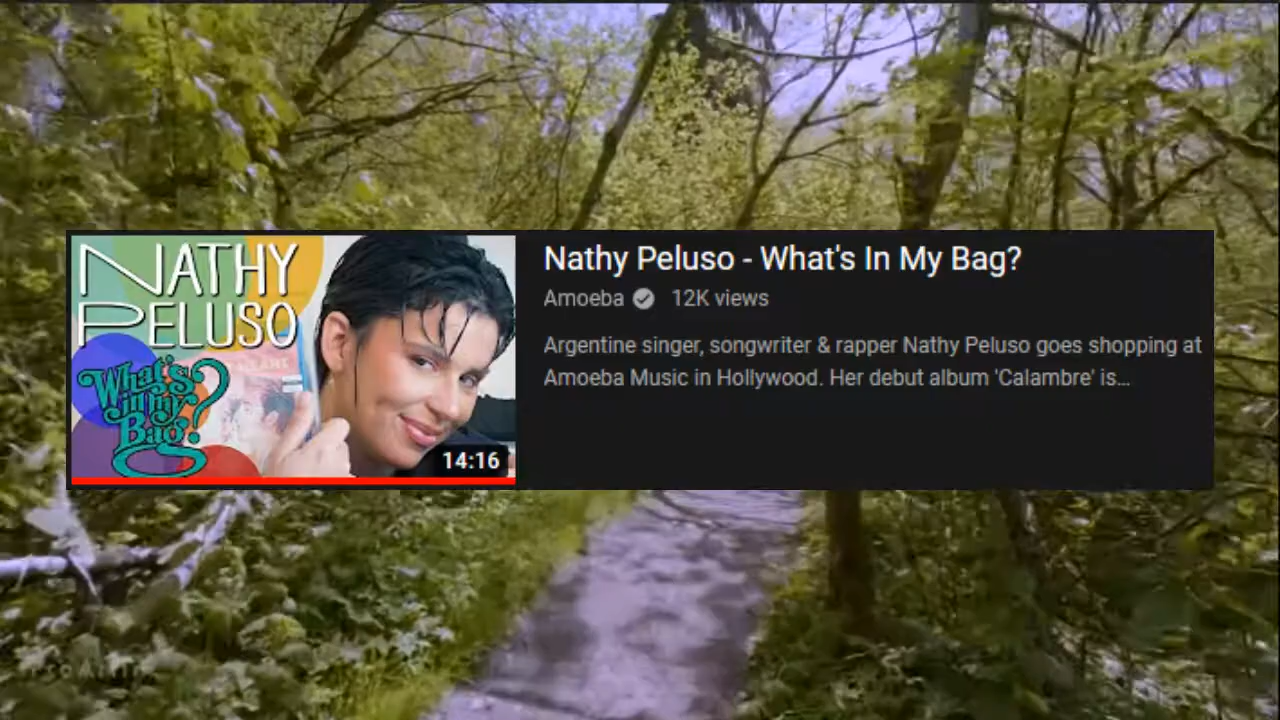 NATHY
PELUSO
What's
in my
Bag?
14:16
Nathy Peluso - What's In My Bag?
Amoeba 12K views
Argentine singer, songwriter & rapper Nathy Peluso goes shopping at
Amoeba Music in Hollywood. Her debut album 'Calambre' is...